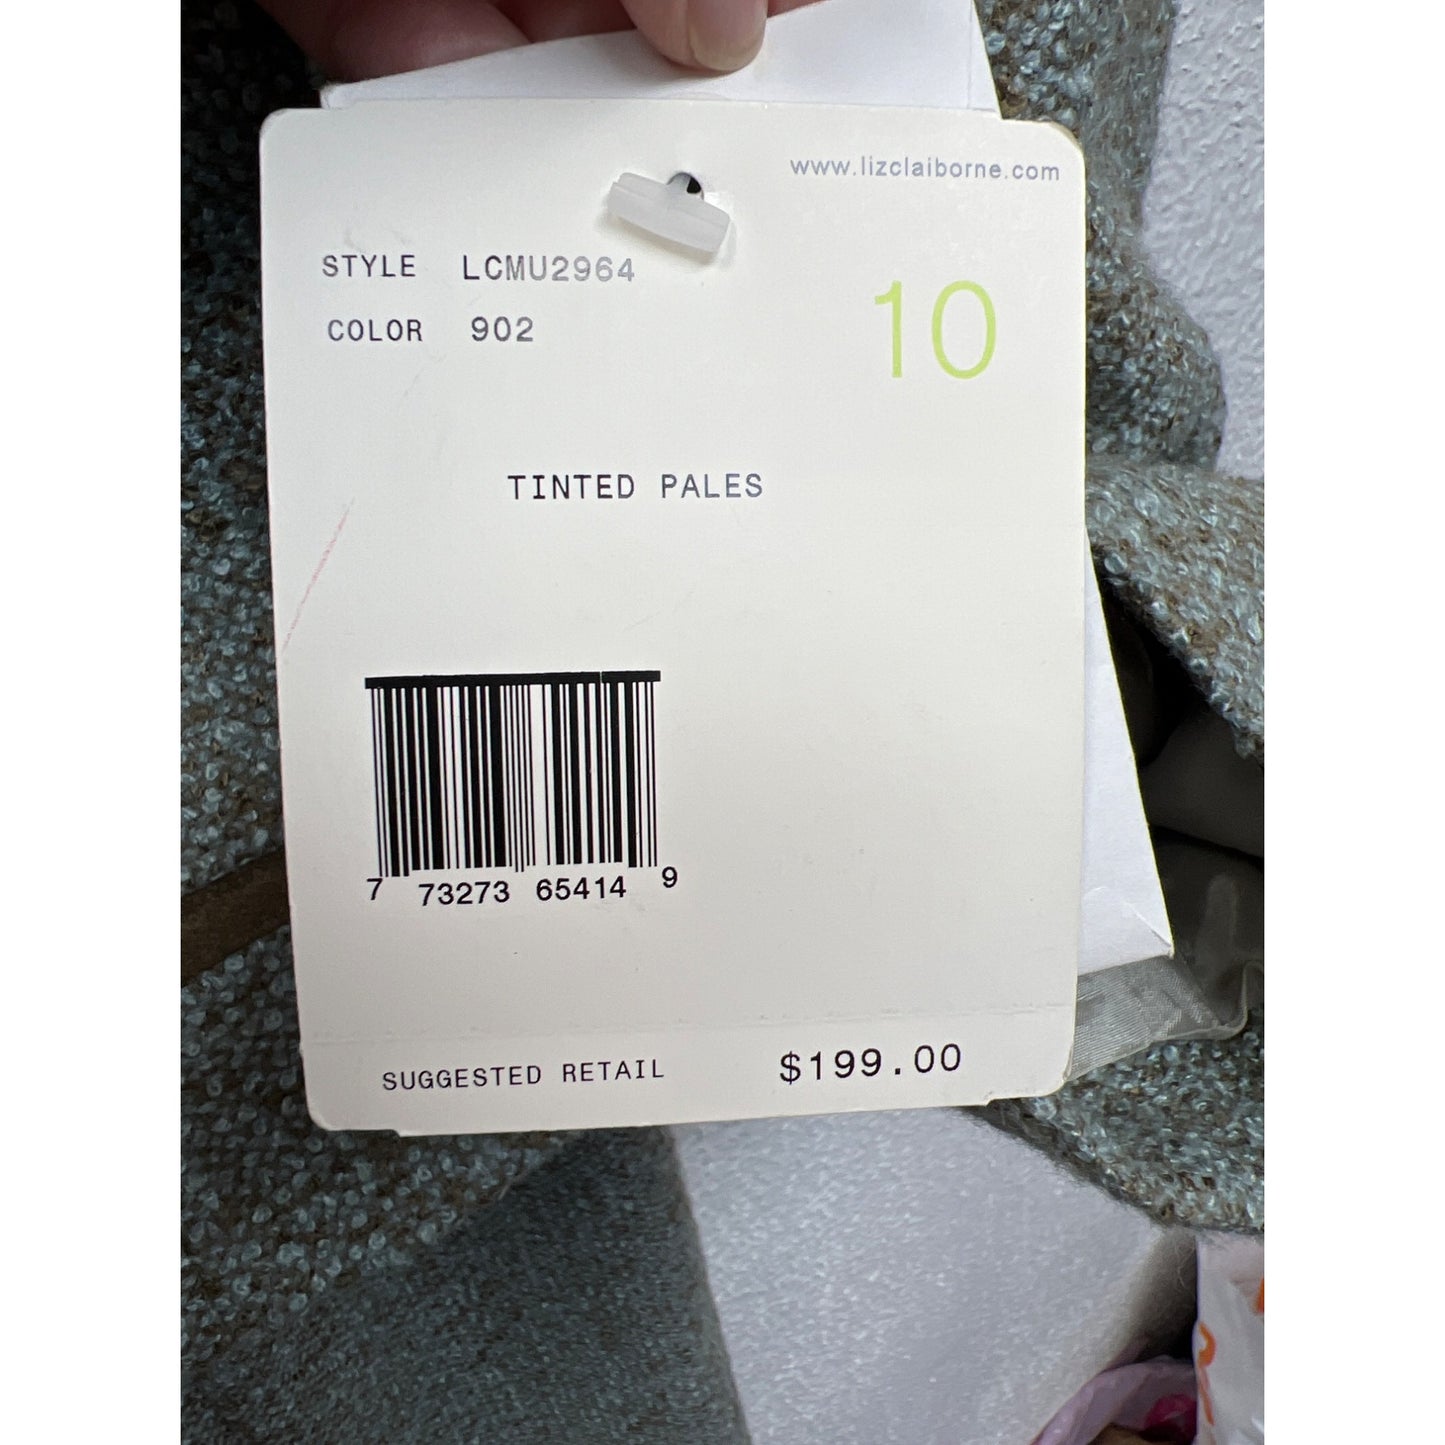 www.lizclaiborne.com
STYLE LCMU2964
COLOR 902
10
TINTED PALES
7 73273 65414 9
SUGGESTED RETAIL $199.00